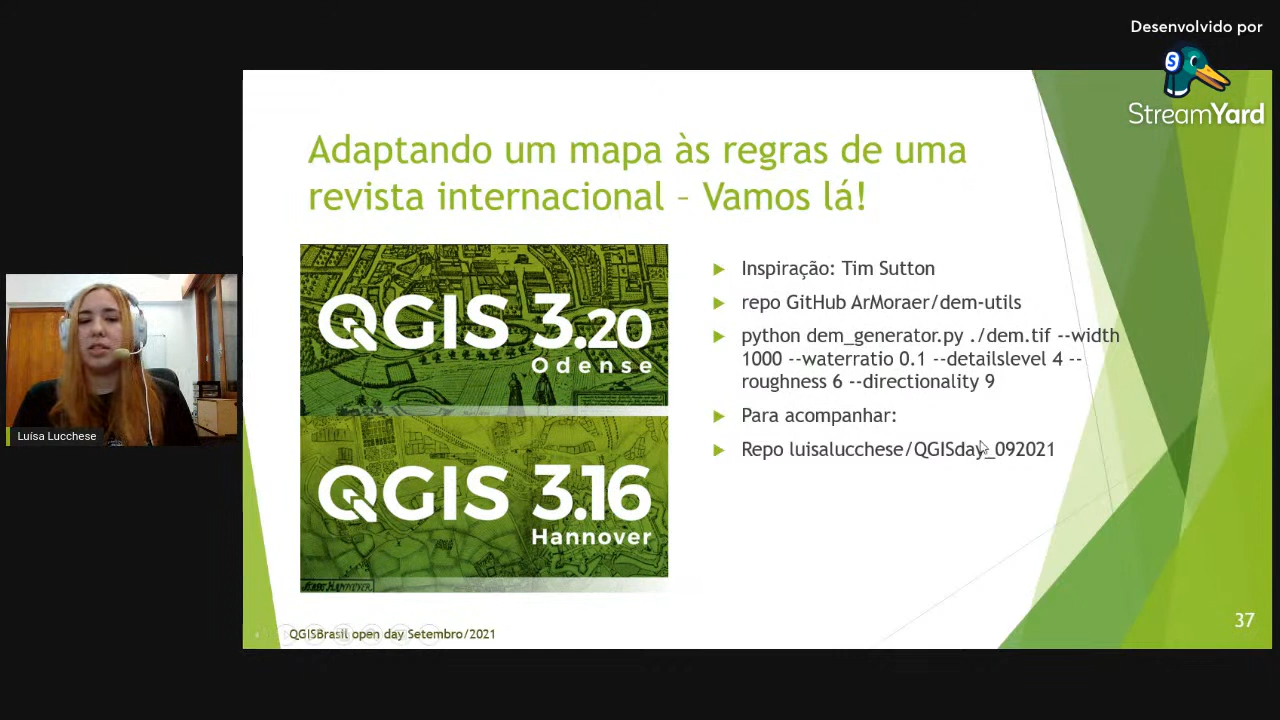 Desenvolvido por
StreamYard
Adaptando um mapa às regras de uma
revista internacional – Vamos lá!
QGIS 3.20
Odense
QGIS 3.16
Hannover
Inspiração: Tim Sutton
repo GitHub ArMoraer/dem-utils
python dem_generator.py ./dem.tif --width
1000 --waterratio 0.1 --detailslevel 4 --
roughness 6 --directionality 9
Para acompanhar:
Repo luisalucchese/QGISday_092021
Luísa Lucchese
QGISBrasil open day Setembro/2021
37